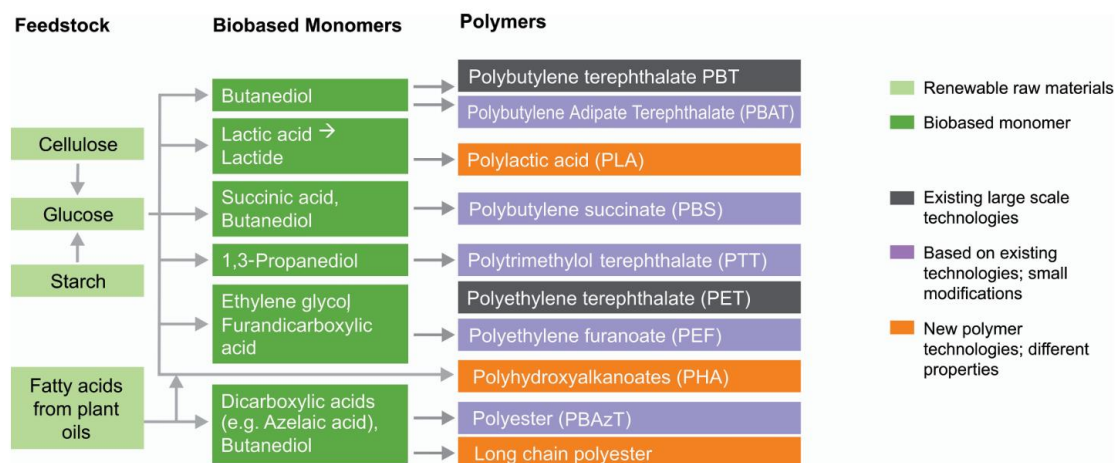 Feedstock
Biobased Monomers
Polymers
Cellulose
Glucose
Starch
Fatty acids
from plant
oils
Butanediol
Lactic acid →
Lactide
Succinic acid,
Butanediol
1,3-Propanediol
Ethylene glycol,
Furandicarboxylic
acid
Dicarboxylic acids
(e.g. Azelaic acid),
Butanediol
Polybutylene terephthalate PBT
Polybutylene Adipate Terephthalate (PBAT)
Polylactic acid (PLA)
Polybutylene succinate (PBS)
Polytrimethylol terephthalate (PTT)
Polyethylene terephthalate (PET)
Polyethylene furanoate (PEF)
Polyhydroxyalkanoates (PHA)
Polyester (PBAzT)
Long chain polyester
Renewable raw materials
Biobased monomer
Existing large scale
technologies
Based on existing
technologies; small
modifications
New polymer
technologies; different
properties